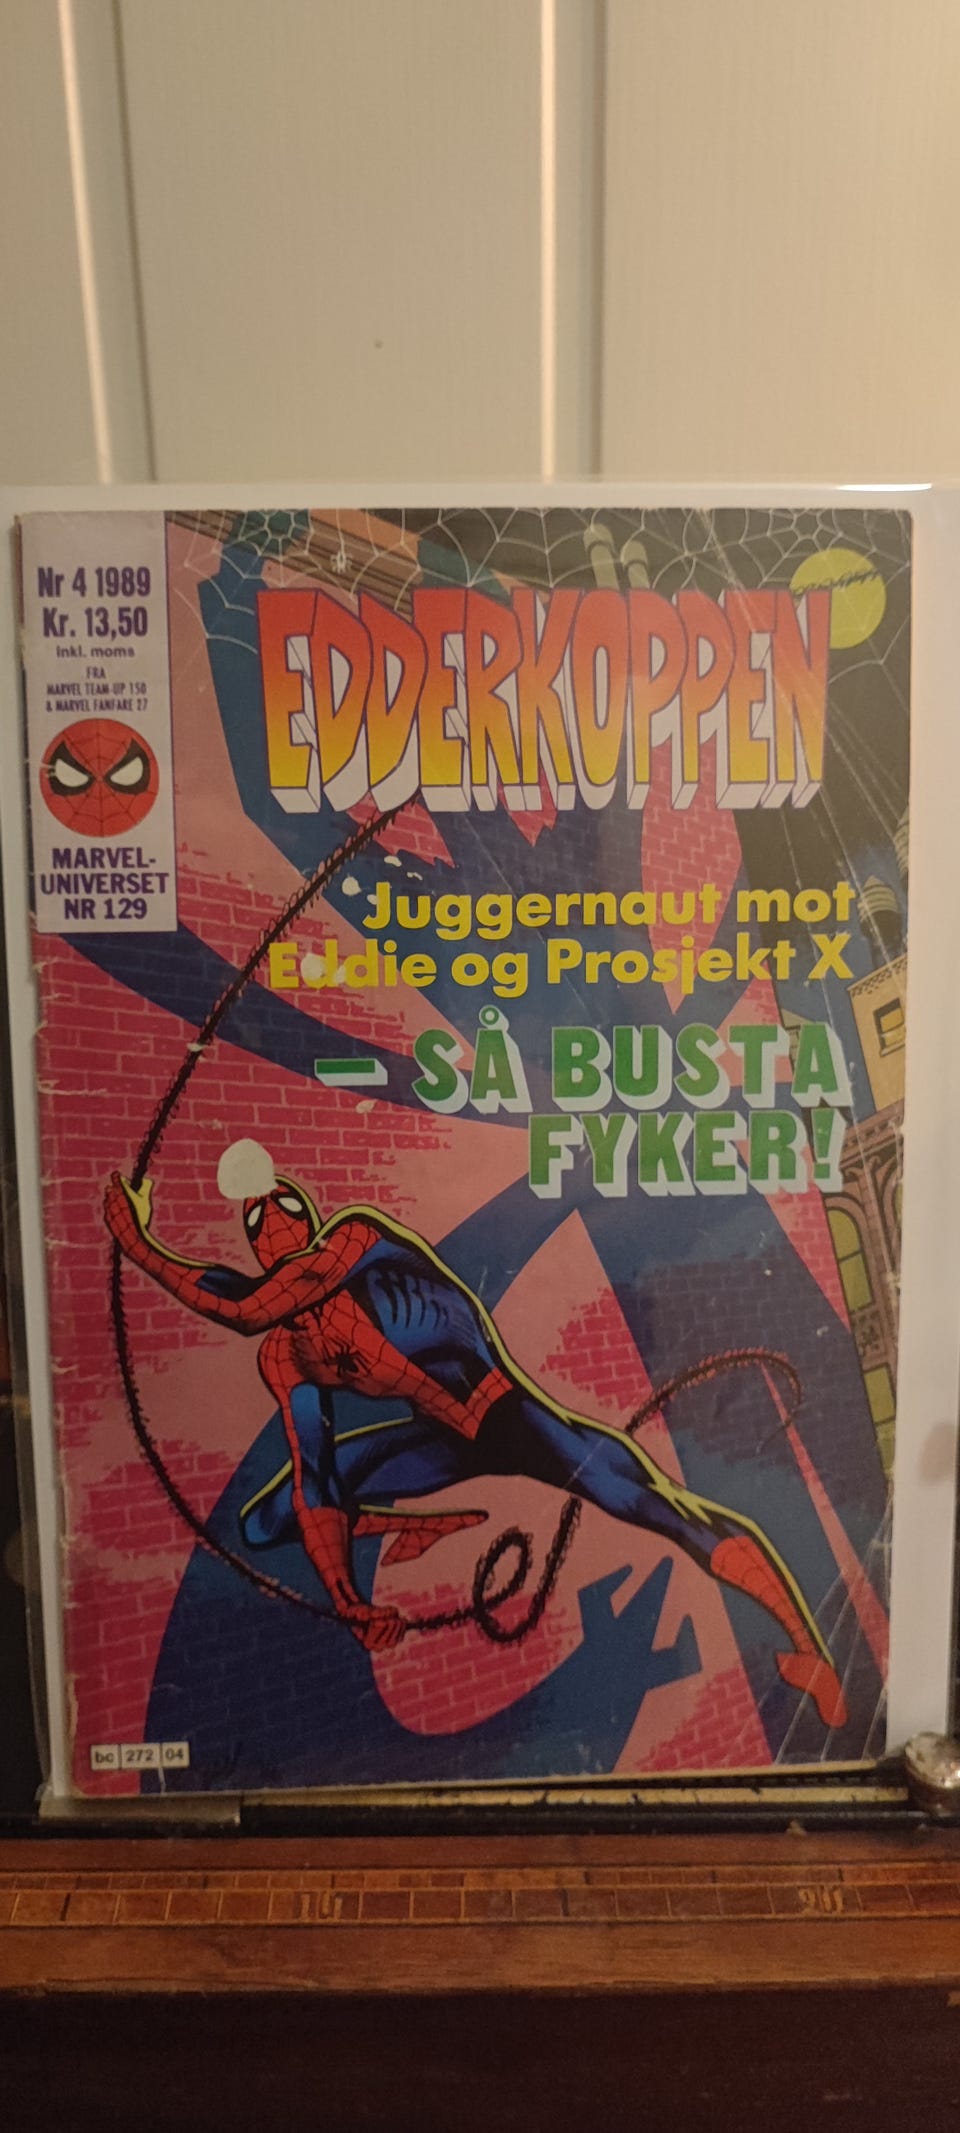 Nr 4 1989
Kr. 13,50
Inkl. moms
FRA
MARVEL TEAM-UP 150
& MARVEL FANFARE 27
MARVEL-
UNIVERSET
NR 129
EDDERKOPPEN
Juggernaut mot
Eddie og Prosjekt X
– SÅ BUSTA
FYKER!
bc 272 04